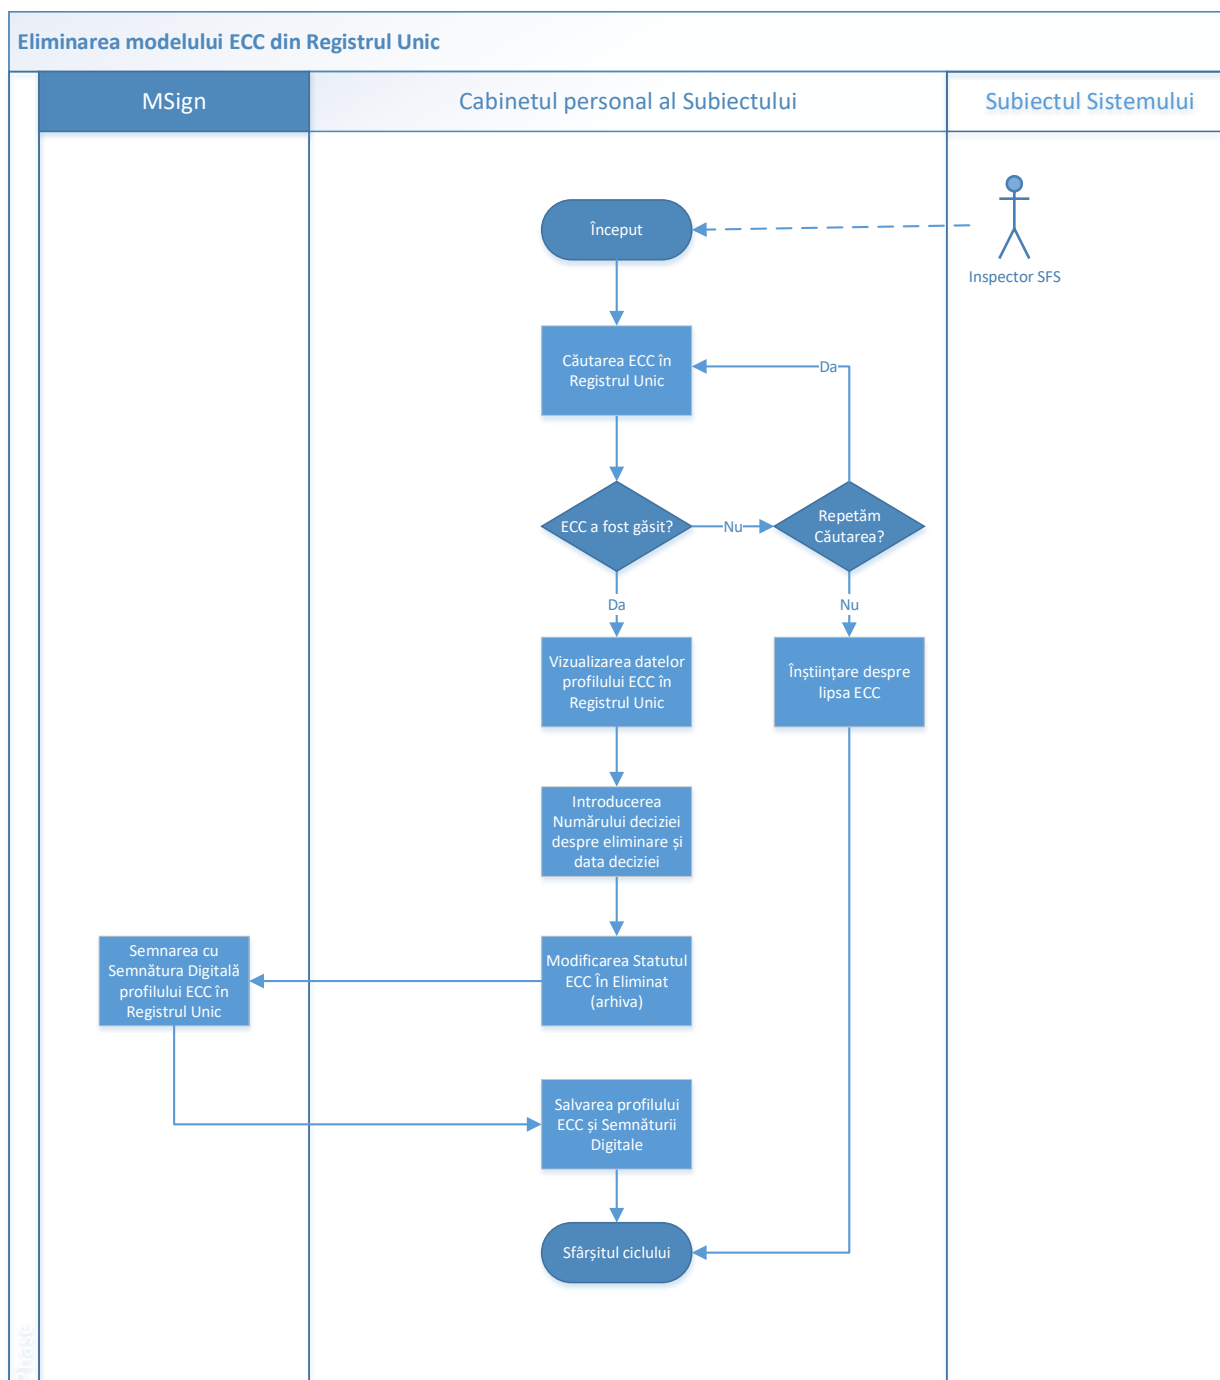 Eliminarea modelului ECC din Registrul Unic
MSign
Cabinetul personal al Subiectului
Subiectul Sistemului
Început
Inspector SFS
Căutarea ECC în
Registrul Unic
Da
ECC a fost găsit?
Nu
Repetăm
Căutarea?
Da
Nu
Vizualizarea datelor
profilului ECC în
Registrul Unic
Înștiințare despre
lipsa ECC
Introducerea
Numărului deciziei
despre eliminare și
data deciziei
Semnarea cu
Semnătura Digitală
profilului ECC în
Registrul Unic
Modificarea Statutul
ECC În Eliminat
(arhiva)
Salvarea profilului
ECC și Semnăturii
Digitale
Sfârșitul ciclului
Phase